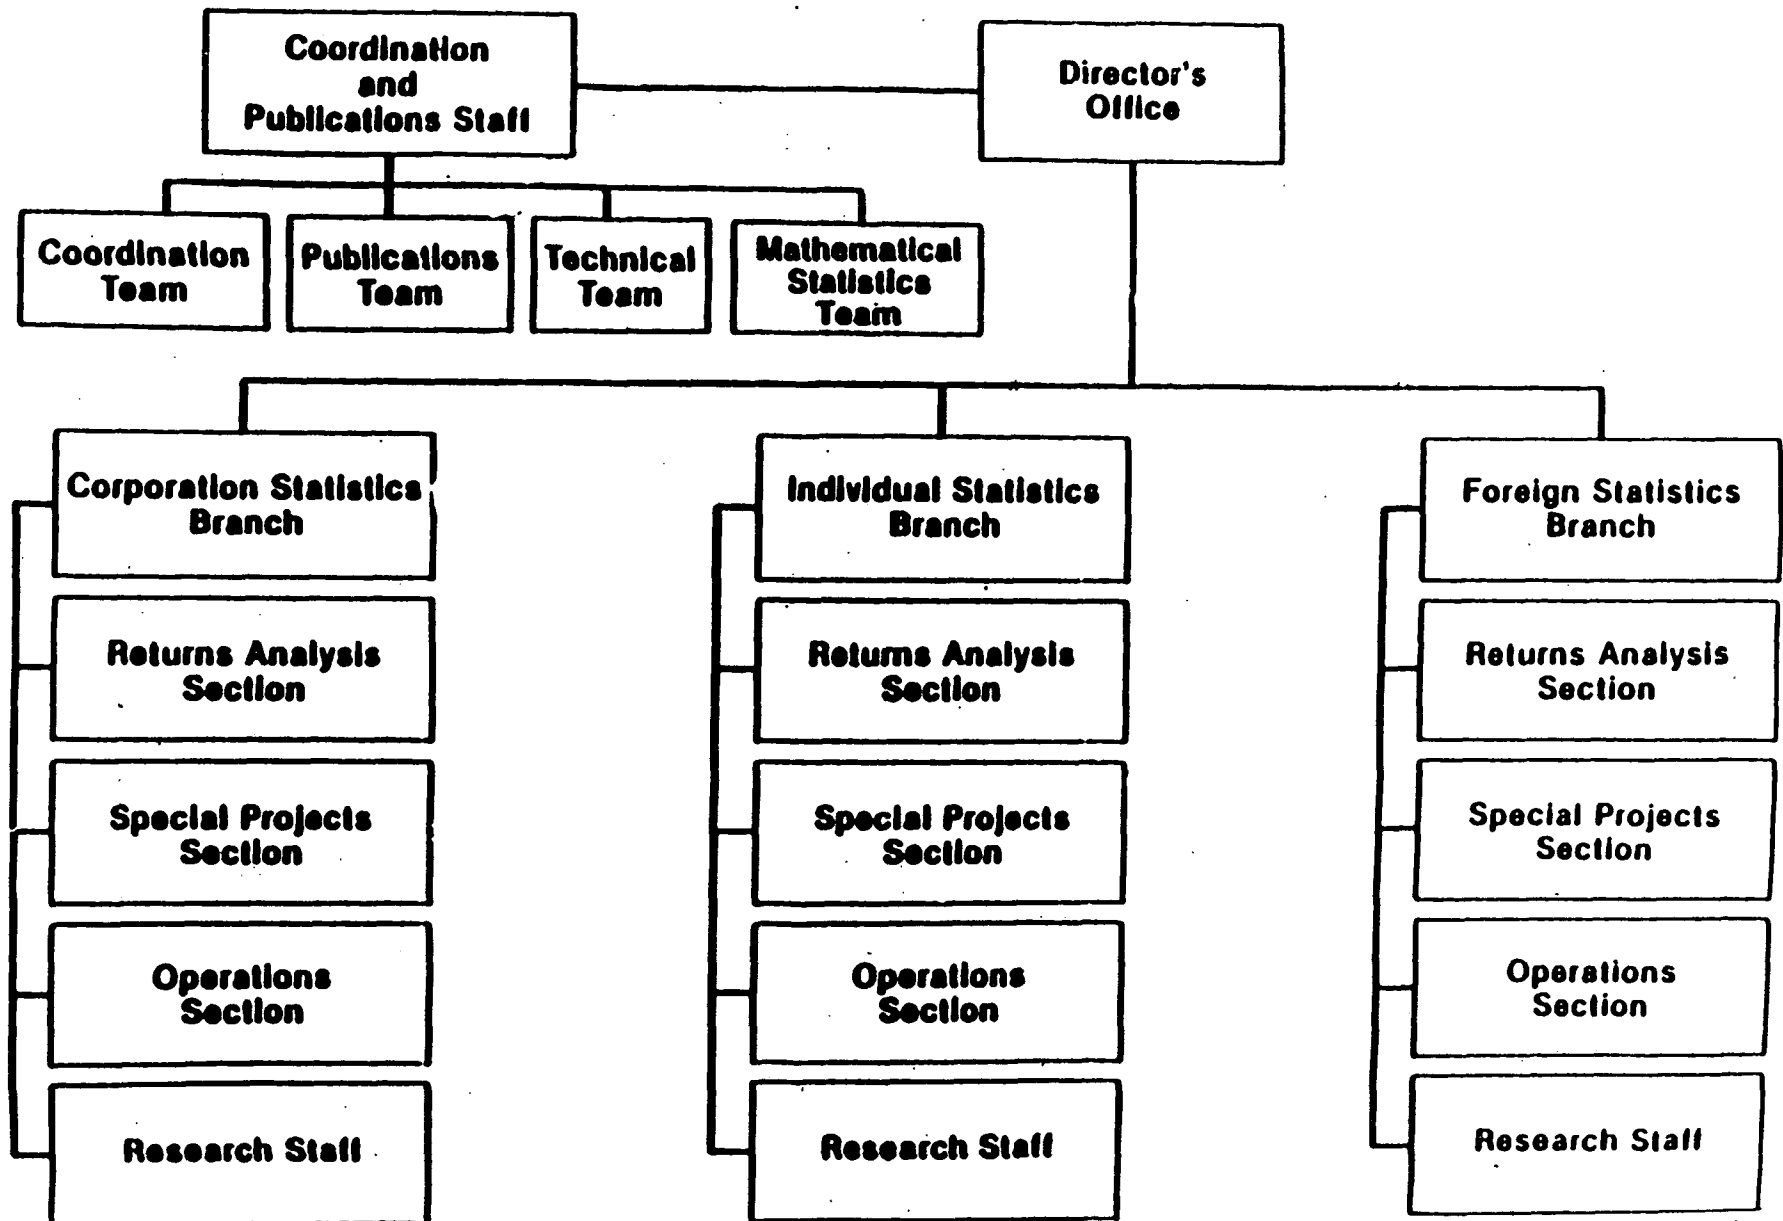 Coordination
and
Publications Staff
Director's
Office
Coordination
Team
Publications
Team
Technical
Team
Mathematical
Statistics
Team
Corporation Statistics
Branch
Individual Statistics
Branch
Foreign Statistics
Branch
Returns Analysis
Section
Returns Analysis
Section
Returns Analysis
Section
Special Projects
Section
Special Projects
Section
Special Projects
Section
Operations
Section
Operations
Section
Operations
Section
Research Staff
Research Staff
Research Staff